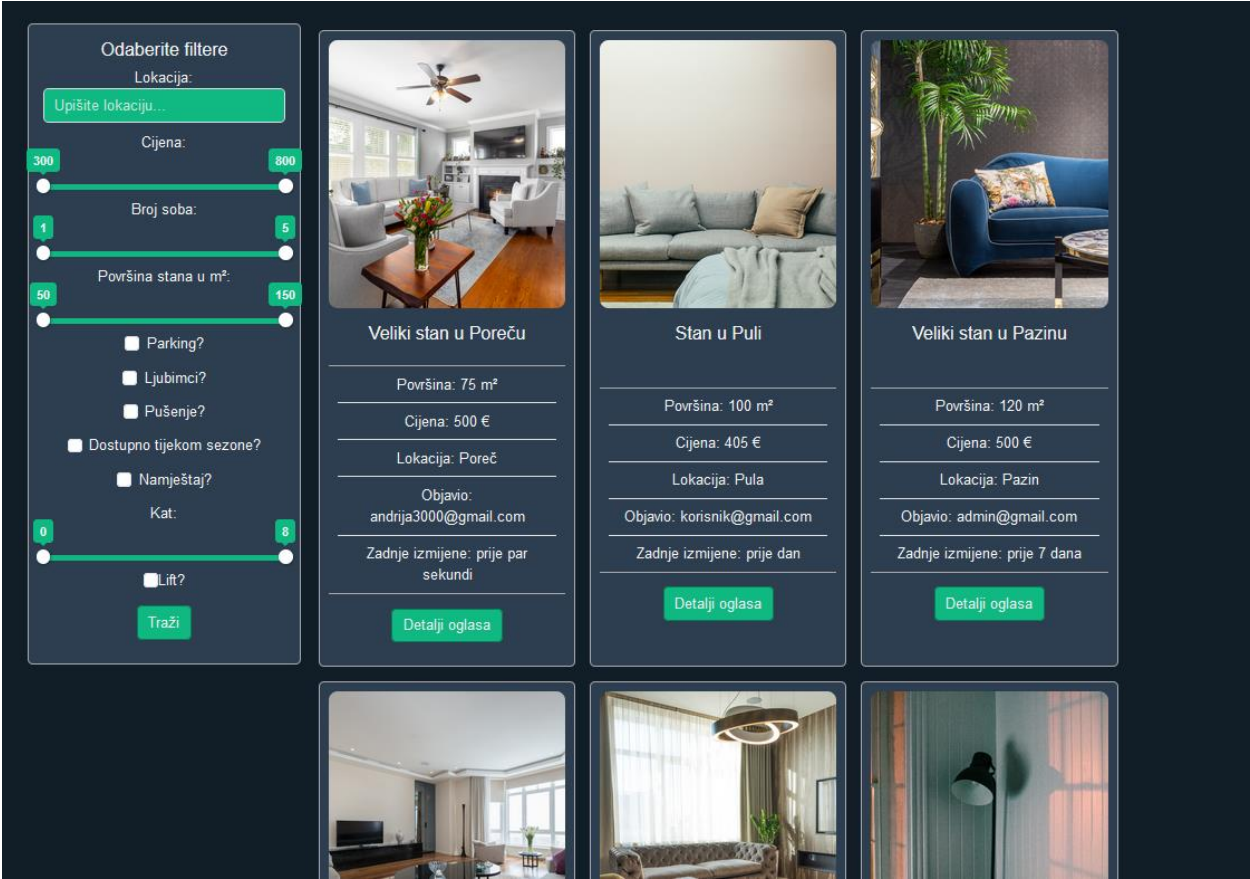 Odaberite filtere
Lokacija:
Upišite lokaciju...
Cijena:
300 800
Broj soba:
1 5
Površina stana u m²:
50 150
Parking?
Ljubimci?
Pušenje?
Dostupno tijekom sezone?
Namještaj?
Kat:
0 8
Lift?
Traži
Veliki stan u Poreču
Površina: 75 m²
Cijena: 500 €
Lokacija: Poreč
Objavio:
andrija3000@gmail.com
Zadnje izmijene: prije par
sekundi
Detalji oglasa
Stan u Puli
Površina: 100 m²
Cijena: 405 €
Lokacija: Pula
Objavio: korisnik@gmail.com
Zadnje izmijene: prije dan
Detalji oglasa
Veliki stan u Pazinu
Površina: 120 m²
Cijena: 500 €
Lokacija: Pazin
Objavio: admin@gmail.com
Zadnje izmijene: prije 7 dana
Detalji oglasa